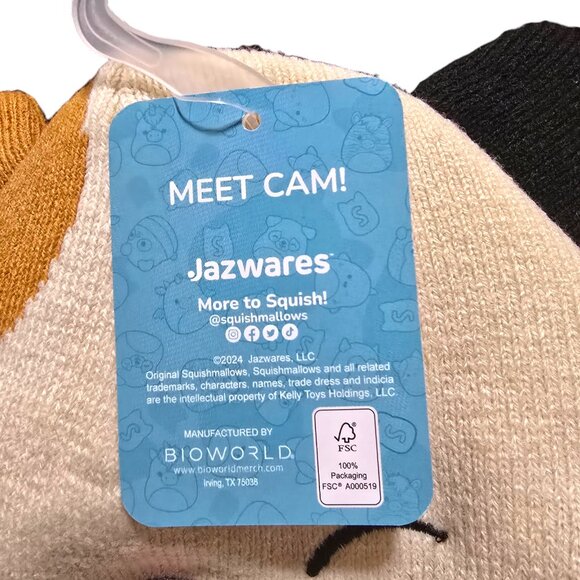 MEET CAM!
Jazwares™
More to Squish!
@squishmallows
©2024 Jazwares, LLC
Original Squishmallows, Squishmallows and all related
trademarks, characters, names, trade dress and indicia
are the intellectual property of Kelly Toys Holdings, LLC.
MANUFACTURED BY
BIOWORLD
www.bioworldmerch.com
Irving, TX 75038
FSC
100%
Packaging
FSC® A000519